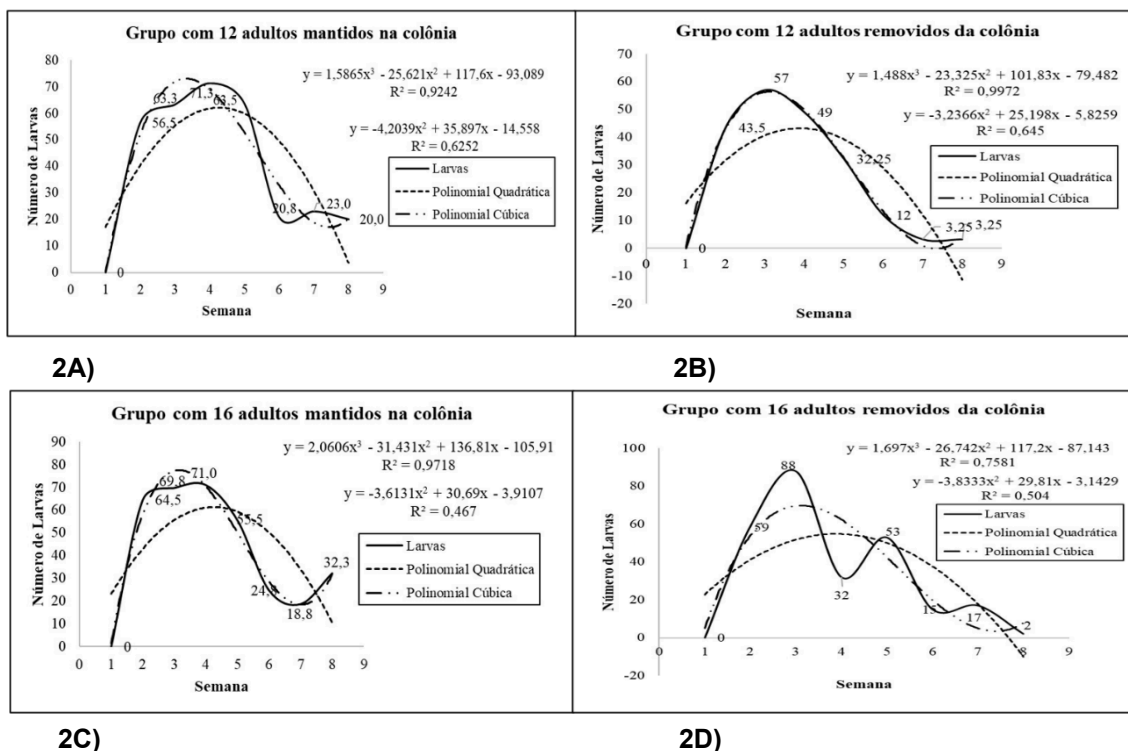 Grupo com 12 adultos mantidos na colônia
y = 1,5865x³ - 25,621x² + 117,6x - 93,089
R² = 0,9242
y = -4,2039x² + 35,897x - 14,558
R² = 0,6252
Larvas
Polinomial Quadrática
Polinomial Cúbica
Número de Larvas
80
70
60
50
40
30
20
10
0
0
56,5
63,3
71,3
63,5
20,8
23,0
20,0
0 1 2 3 4 5 6 7 8 9
Semana
2A)
Grupo com 12 adultos removidos da colônia
y = 1,488x³ - 23,325x² + 101,83x - 79,482
R² = 0,9972
y = -3,2366x² + 25,198x - 5,8259
R² = 0,645
Larvas
Polinomial Quadrática
Polinomial Cúbica
Número de Larvas
70
60
50
40
30
20
10
0
-10
-20
0
43,5
57
49
32,25
12
3,25
3,25
0 1 2 3 4 5 6 7 8 9
Semana
2B)
Grupo com 16 adultos mantidos na colônia
y = 2,0606x³ - 31,431x² + 136,81x - 105,91
R² = 0,9718
y = -3,6131x² + 30,69x - 3,9107
R² = 0,467
Larvas
Polinomial Quadrática
Polinomial Cúbica
Número de Larvas
90
80
70
60
50
40
30
20
10
0
0
64,5
69,8
71,0
55,5
18,8
32,3
0 1 2 3 4 5 6 7 8 9
Semana
2C)
Grupo com 16 adultos removidos da colônia
y = 1,697x³ - 26,742x² + 117,2x - 87,143
R² = 0,7581
y = -3,8333x² + 29,81x - 3,1429
R² = 0,504
Larvas
Polinomial Quadrática
Polinomial Cúbica
Número de Larvas
100
80
60
40
20
0
-20
0
59
88
32
53
17
2
0 1 2 3 4 5 6 7 8 9
Semana
2D)